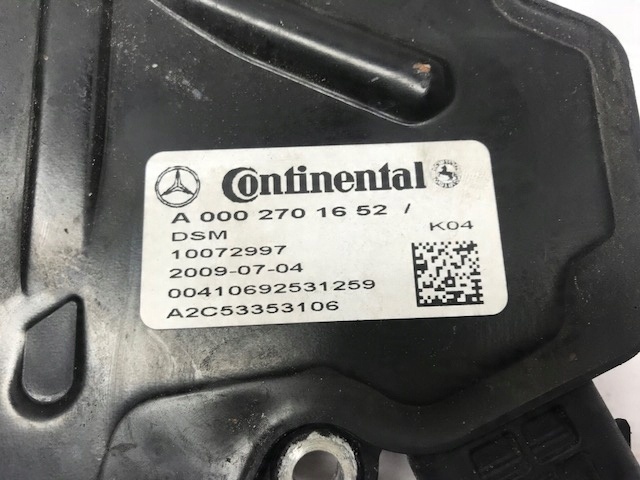 Continental
A 000 270 16 52 /
DSM K04
10072997
2009-07-04
00410692531259
A2C53353106